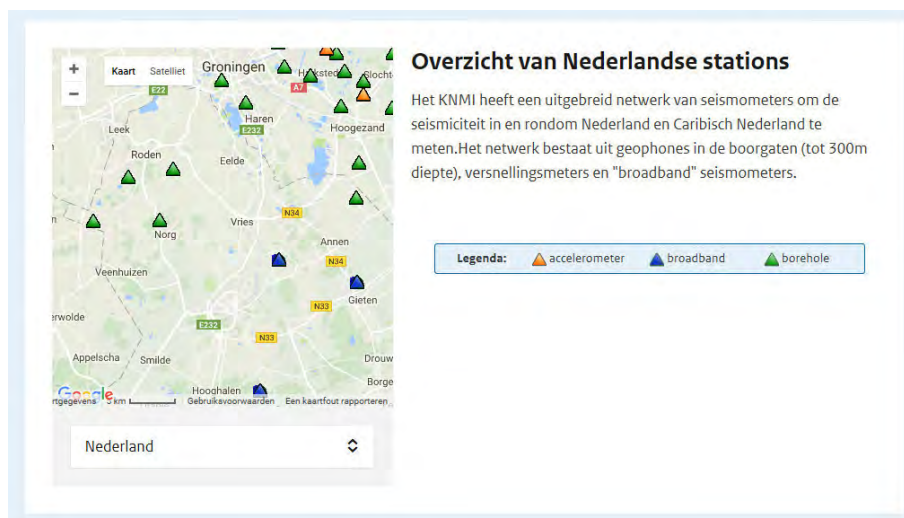 Overzicht van Nederlandse stations
Het KNMI heeft een uitgebreid netwerk van seismometers om de
seismiciteit in en rondom Nederland en Caribisch Nederland te
meten.Het netwerk bestaat uit geophones in de boorgaten (tot 300m
diepte), versnellingsmeters en "broadband" seismometers.
Legenda: accelerometer broadband borehole
+
Kaart Satelliet
−
Groningen
E22
A7
Haren
E232
Hoogezand
Leek
Roden
Eelde
N34
Vries
Norg
Annen
N34
Veenhuizen
Gieten
N33
E232
N33
Appelscha
Smilde
Hooghalen
Google
Gebruiksvoorwaarden Een kaartfout rapporteren
Nederland